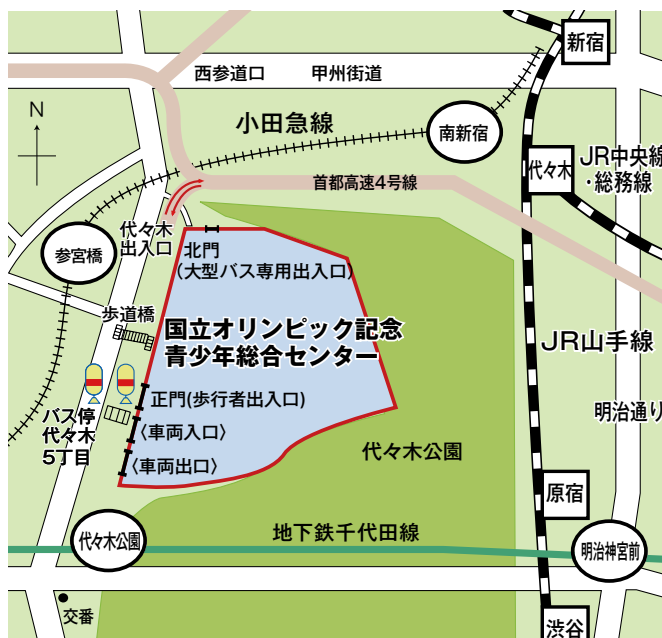 新宿
西参道口
甲州街道
N
小田急線
南新宿
代々木
JR中央線
・総務線
首都高速4号線
代々木
出入口
参宮橋
北門
(大型バス専用出入口)
歩道橋
国立オリンピック記念
青少年総合センター
JR山手線
正門(歩行者出入口)
バス停
代々木
5丁目
〈車両入口〉
〈車両出口〉
明治通り
代々木公園
原宿
地下鉄千代田線
代々木公園
明治神宮前
交番
渋谷